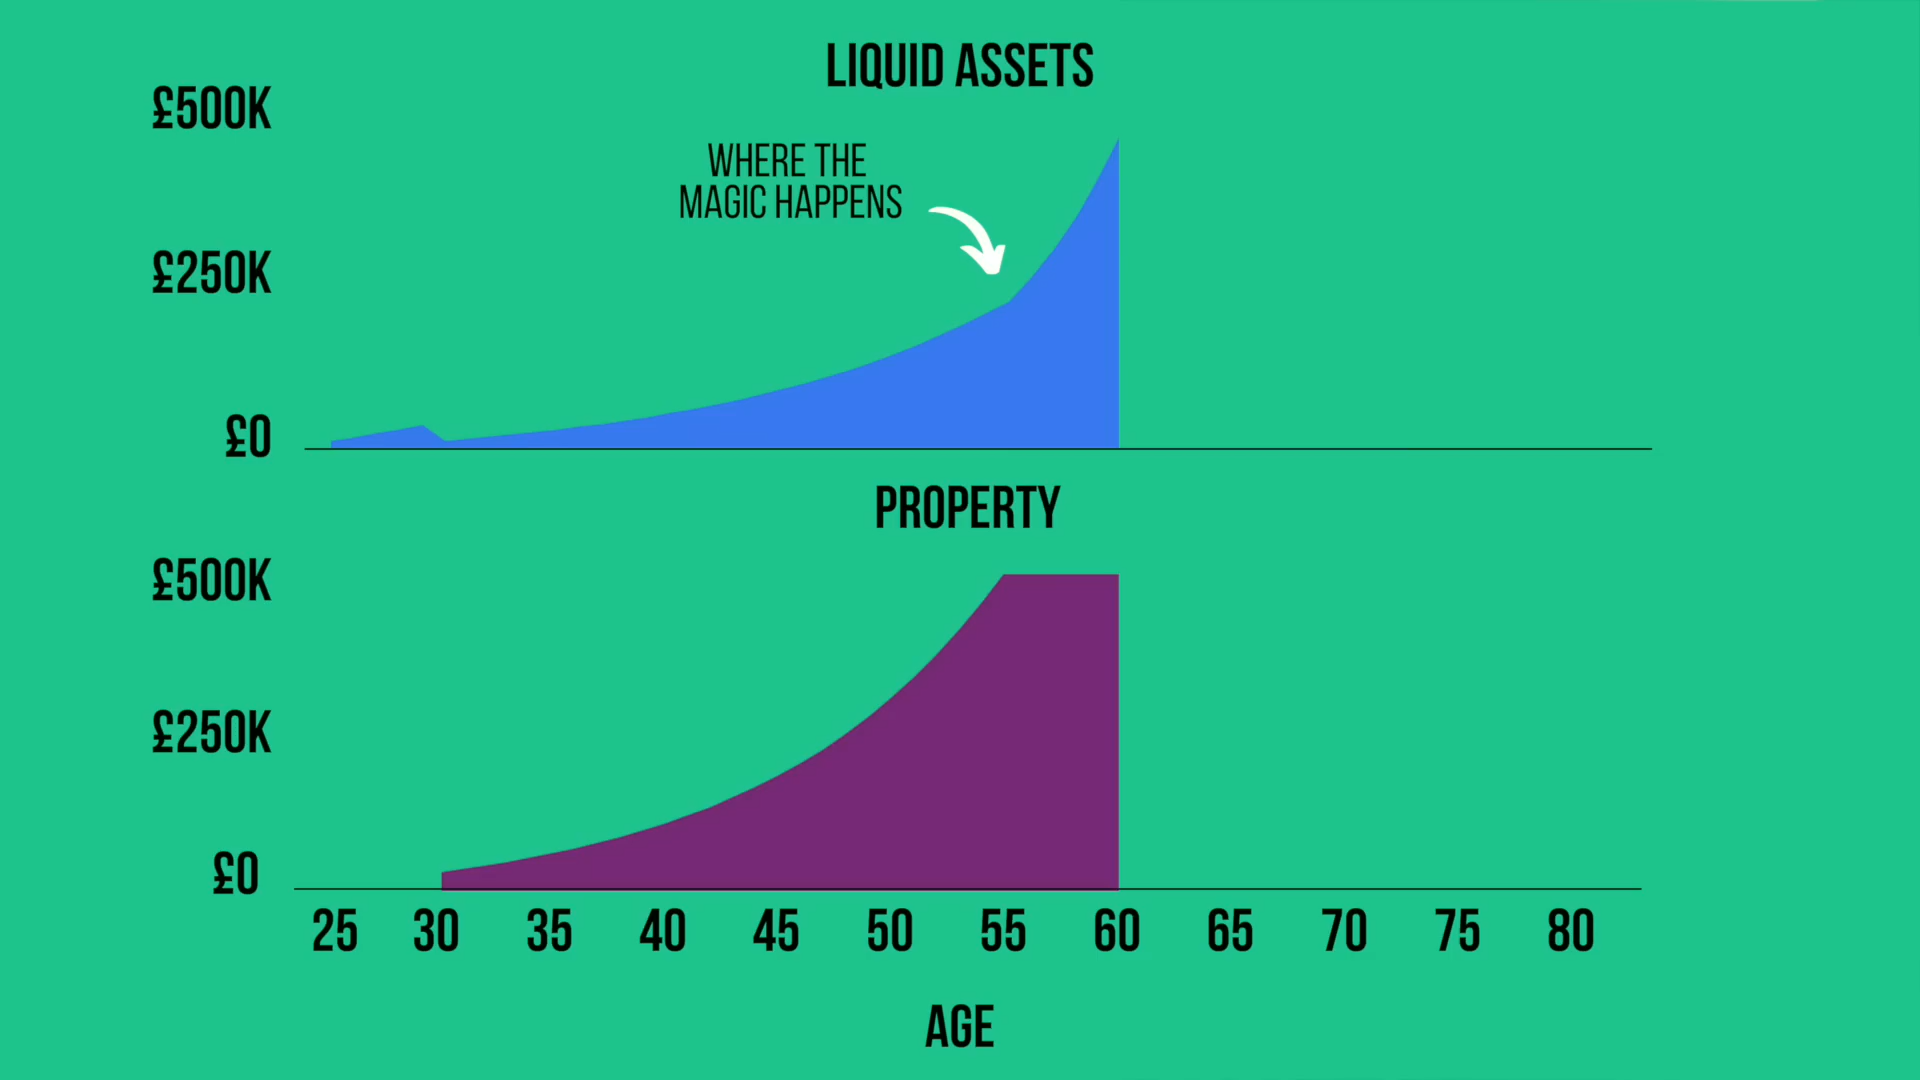 LIQUID ASSETS
£500K
WHERE THE
MAGIC HAPPENS
£250K
£0
PROPERTY
£500K
£250K
£0
25 30 35 40 45 50 55 60 65 70 75 80
AGE